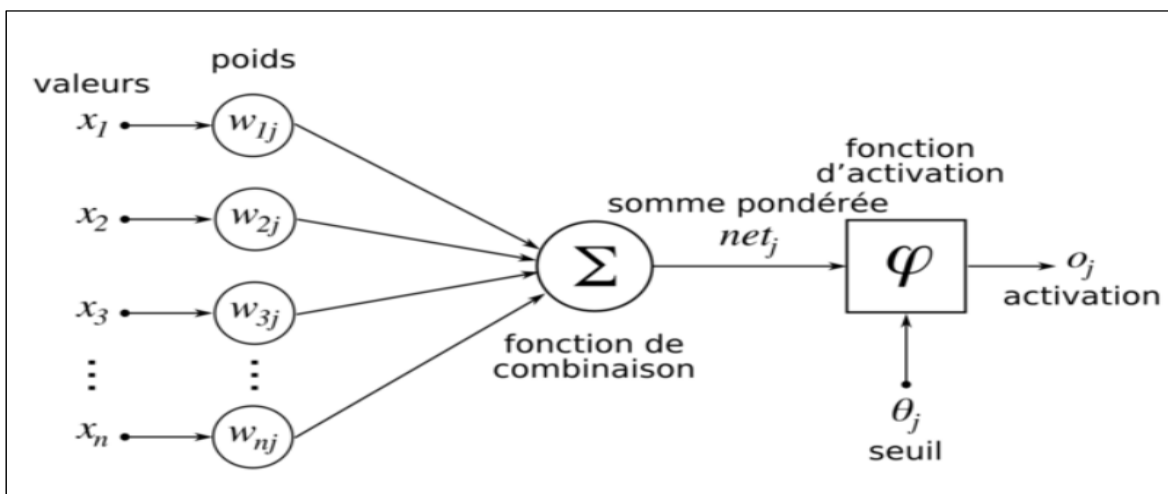 poids
valeurs
x₁
w₁ⱼ
x₂
w₂ⱼ
x₃
w₃ⱼ
⋮
⋮
xₙ
wₙⱼ
Σ
fonction de
combinaison
somme pondérée
netⱼ
fonction
d’activation
φ
oⱼ
activation
θⱼ
seuil